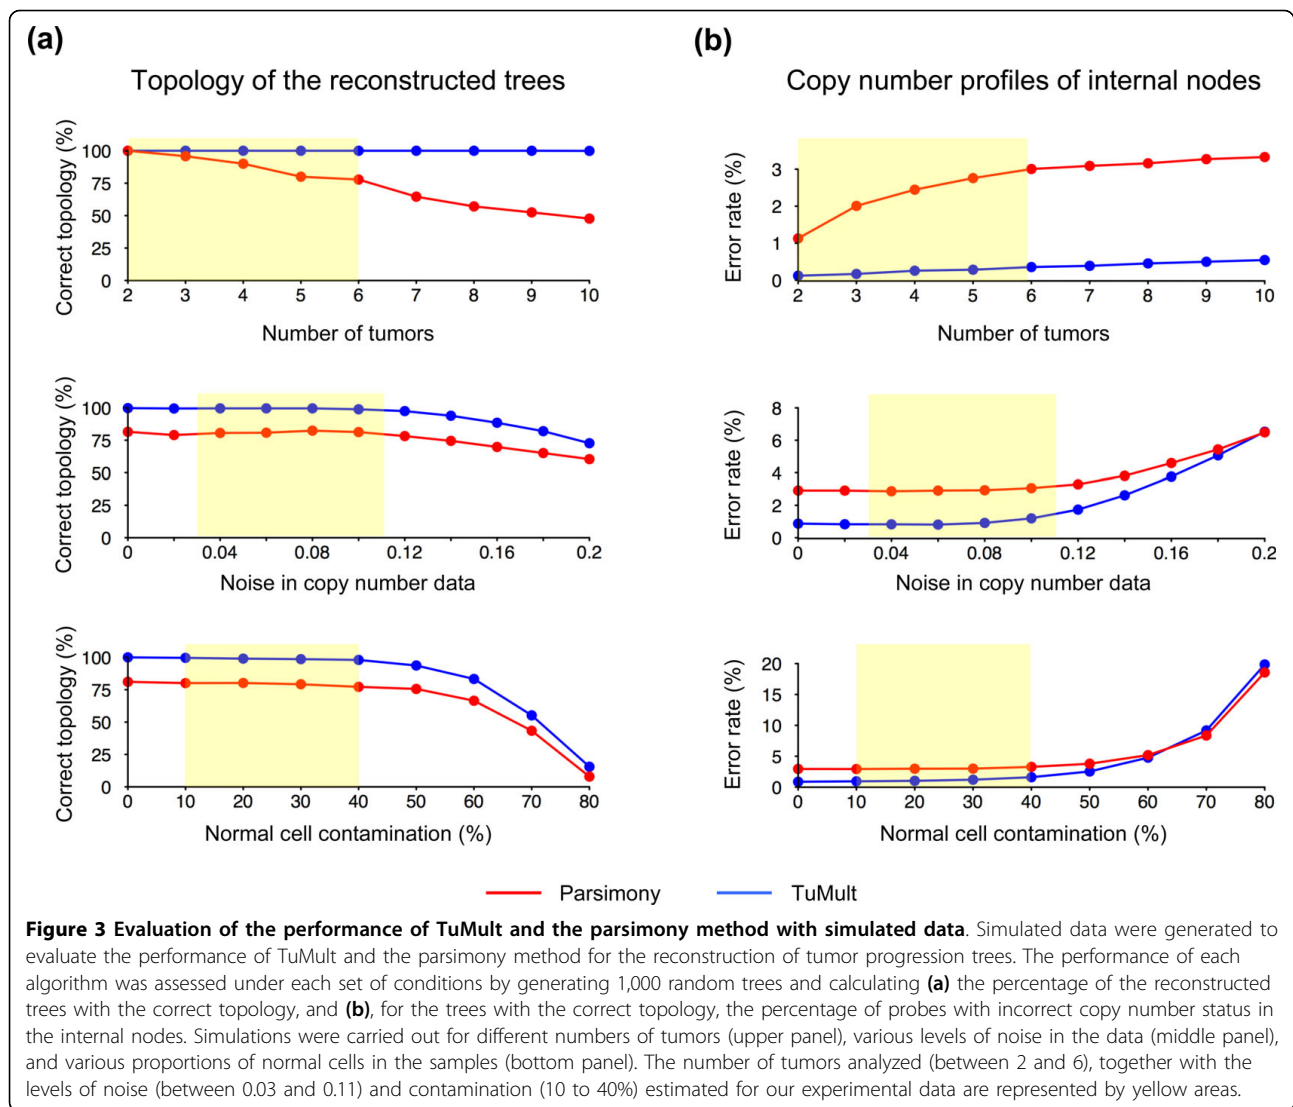 (a)
Topology of the reconstructed trees
Correct topology (%)
100
75
50
25
0
2 3 4 5 6 7 8 9 10
Number of tumors
Correct topology (%)
100
75
50
25
0
0 0.04 0.08 0.12 0.16 0.2
Noise in copy number data
Correct topology (%)
100
75
50
25
0
0 10 20 30 40 50 60 70 80
Normal cell contamination (%)
(b)
Copy number profiles of internal nodes
Error rate (%)
3
2
1
0
2 3 4 5 6 7 8 9 10
Number of tumors
Error rate (%)
8
6
4
2
0
0 0.04 0.08 0.12 0.16 0.2
Noise in copy number data
Error rate (%)
20
15
10
5
0
0 10 20 30 40 50 60 70 80
Normal cell contamination (%)
Parsimony TuMult
Figure 3 Evaluation of the performance of TuMult and the parsimony method with simulated data. Simulated data were generated to
evaluate the performance of TuMult and the parsimony method for the reconstruction of tumor progression trees. The performance of each
algorithm was assessed under each set of conditions by generating 1,000 random trees and calculating (a) the percentage of the reconstructed
trees with the correct topology, and (b), for the trees with the correct topology, the percentage of probes with incorrect copy number status in
the internal nodes. Simulations were carried out for different numbers of tumors (upper panel), various levels of noise in the data (middle panel),
and various proportions of normal cells in the samples (bottom panel). The number of tumors analyzed (between 2 and 6), together with the
levels of noise (between 0.03 and 0.11) and contamination (10 to 40%) estimated for our experimental data are represented by yellow areas.